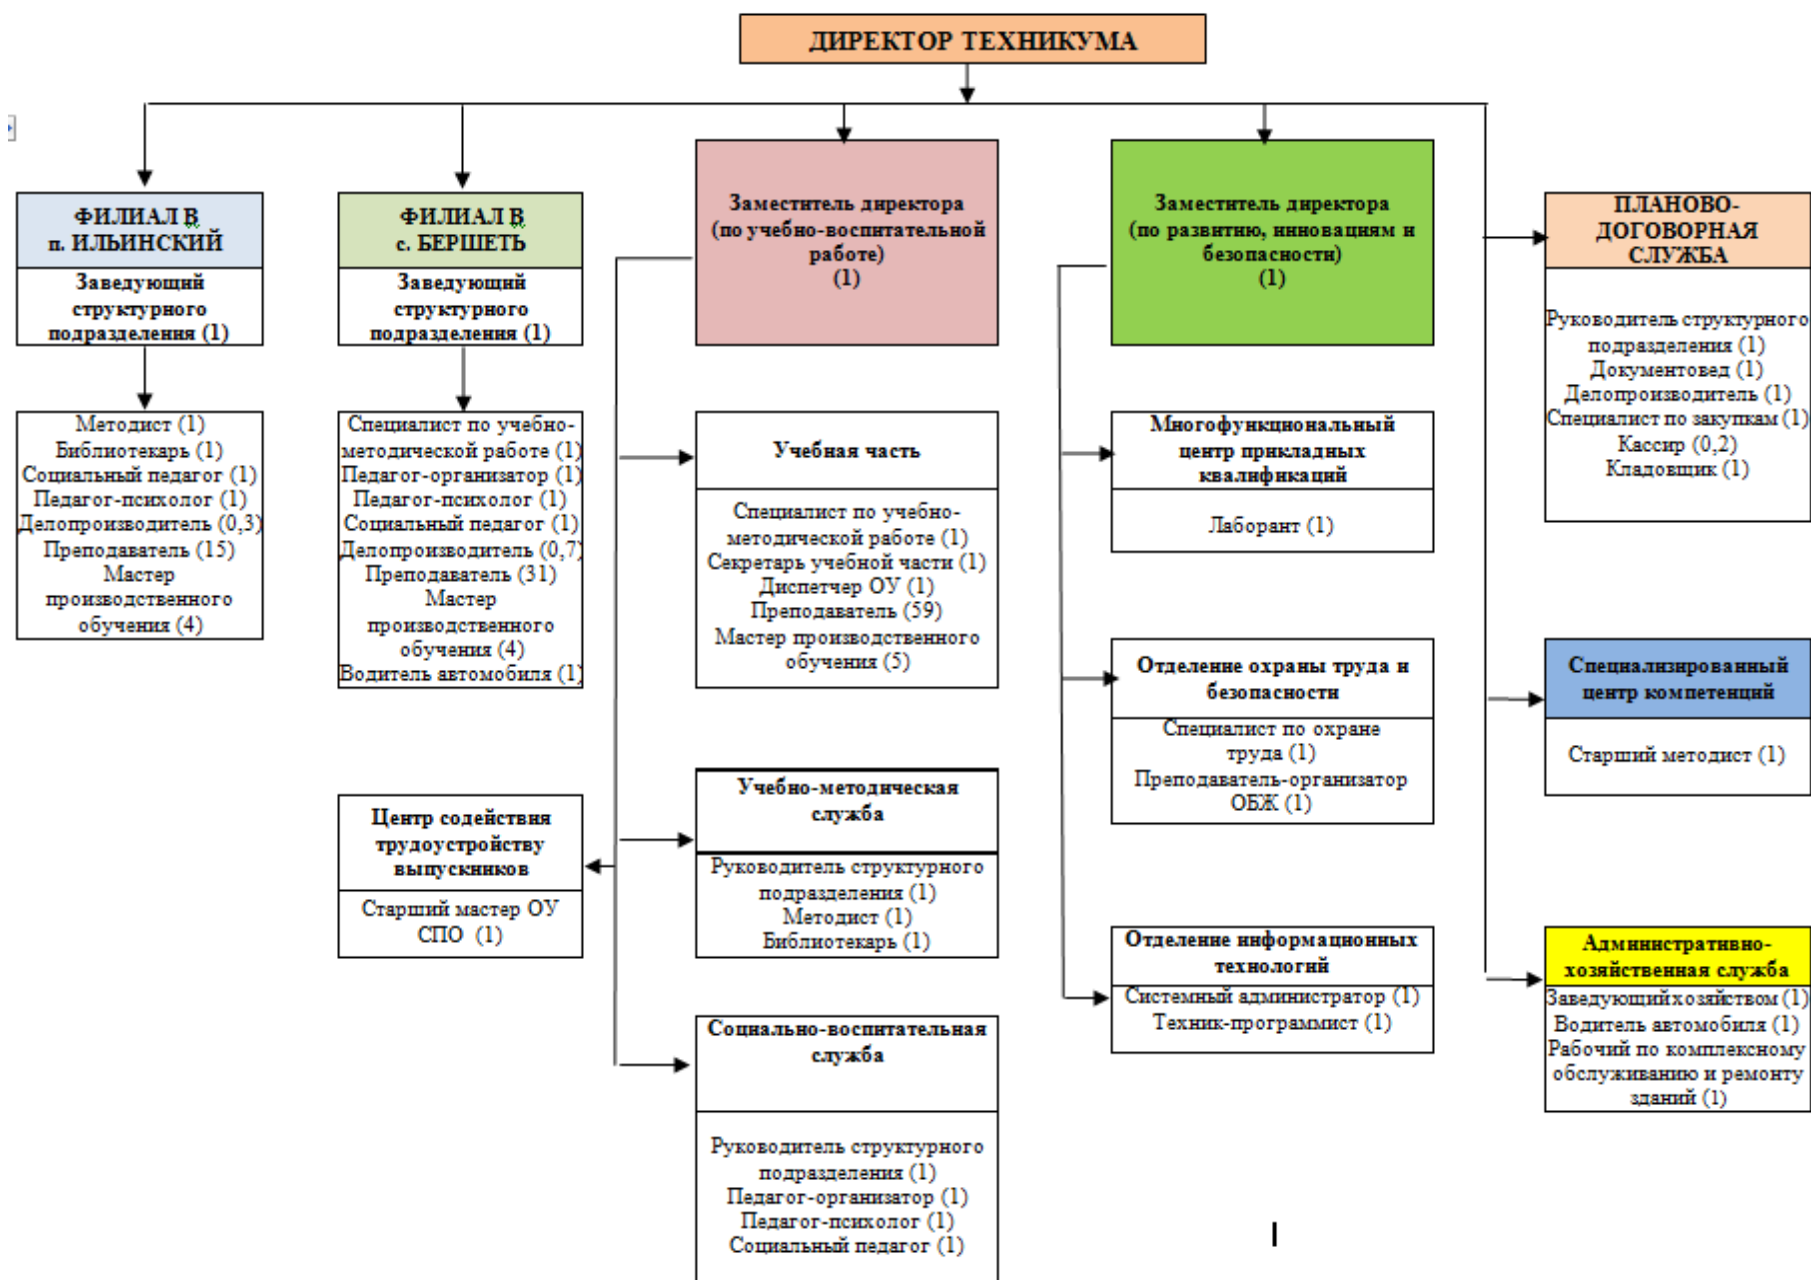 ДИРЕКТОР ТЕХНИКУМА
ФИЛИАЛ В
п. ИЛЬИНСКИЙ
Заведующий
структурного
подразделения (1)
Методист (1)
Библиотекарь (1)
Социальный педагог (1)
Педагог-психолог (1)
Делопроизводитель (0,3)
Преподаватель (15)
Мастер
производственного
обучения (4)
ФИЛИАЛ В
с. БЕРШЕТЬ
Заведующий
структурного
подразделения (1)
Специалист по учебно-
методической работе (1)
Педагог-организатор (1)
Педагог-психолог (1)
Социальный педагог (1)
Делопроизводитель (0,7)
Преподаватель (31)
Мастер
производственного
обучения (4)
Водитель автомобиля (1)
Центр содействия
трудоустройству
выпускников
Старший мастер ОУ
СПО (1)
Заместитель директора
(по учебно-воспитательной
работе)
(1)
Учебная часть
Специалист по учебно-
методической работе (1)
Секретарь учебной части (1)
Диспетчер ОУ (1)
Преподаватель (59)
Мастер производственного
обучения (5)
Учебно-методическая
служба
Руководитель структурного
подразделения (1)
Методист (1)
Библиотекарь (1)
Социально-воспитательная
служба
Руководитель структурного
подразделения (1)
Педагог-организатор (1)
Педагог-психолог (1)
Социальный педагог (1)
Заместитель директора
(по развитию, инновациям и
безопасности)
(1)
Многофункциональный
центр прикладных
квалификаций
Лаборант (1)
Отделение охраны труда и
безопасности
Специалист по охране
труда (1)
Преподаватель-организатор
ОБЖ (1)
Отделение информационных
технологий
Системный администратор (1)
Техник-программист (1)
ПЛАНОВО-
ДОГОВОРНАЯ
СЛУЖБА
Руководитель структурного
подразделения (1)
Документовед (1)
Делопроизводитель (1)
Специалист по закупкам (1)
Кассир (0,2)
Кладовщик (1)
Специализированный
центр компетенций
Старший методист (1)
Административно-
хозяйственная служба
Заведующий хозяйством (1)
Водитель автомобиля (1)
Рабочий по комплексному
обслуживанию и ремонту
зданий (1)